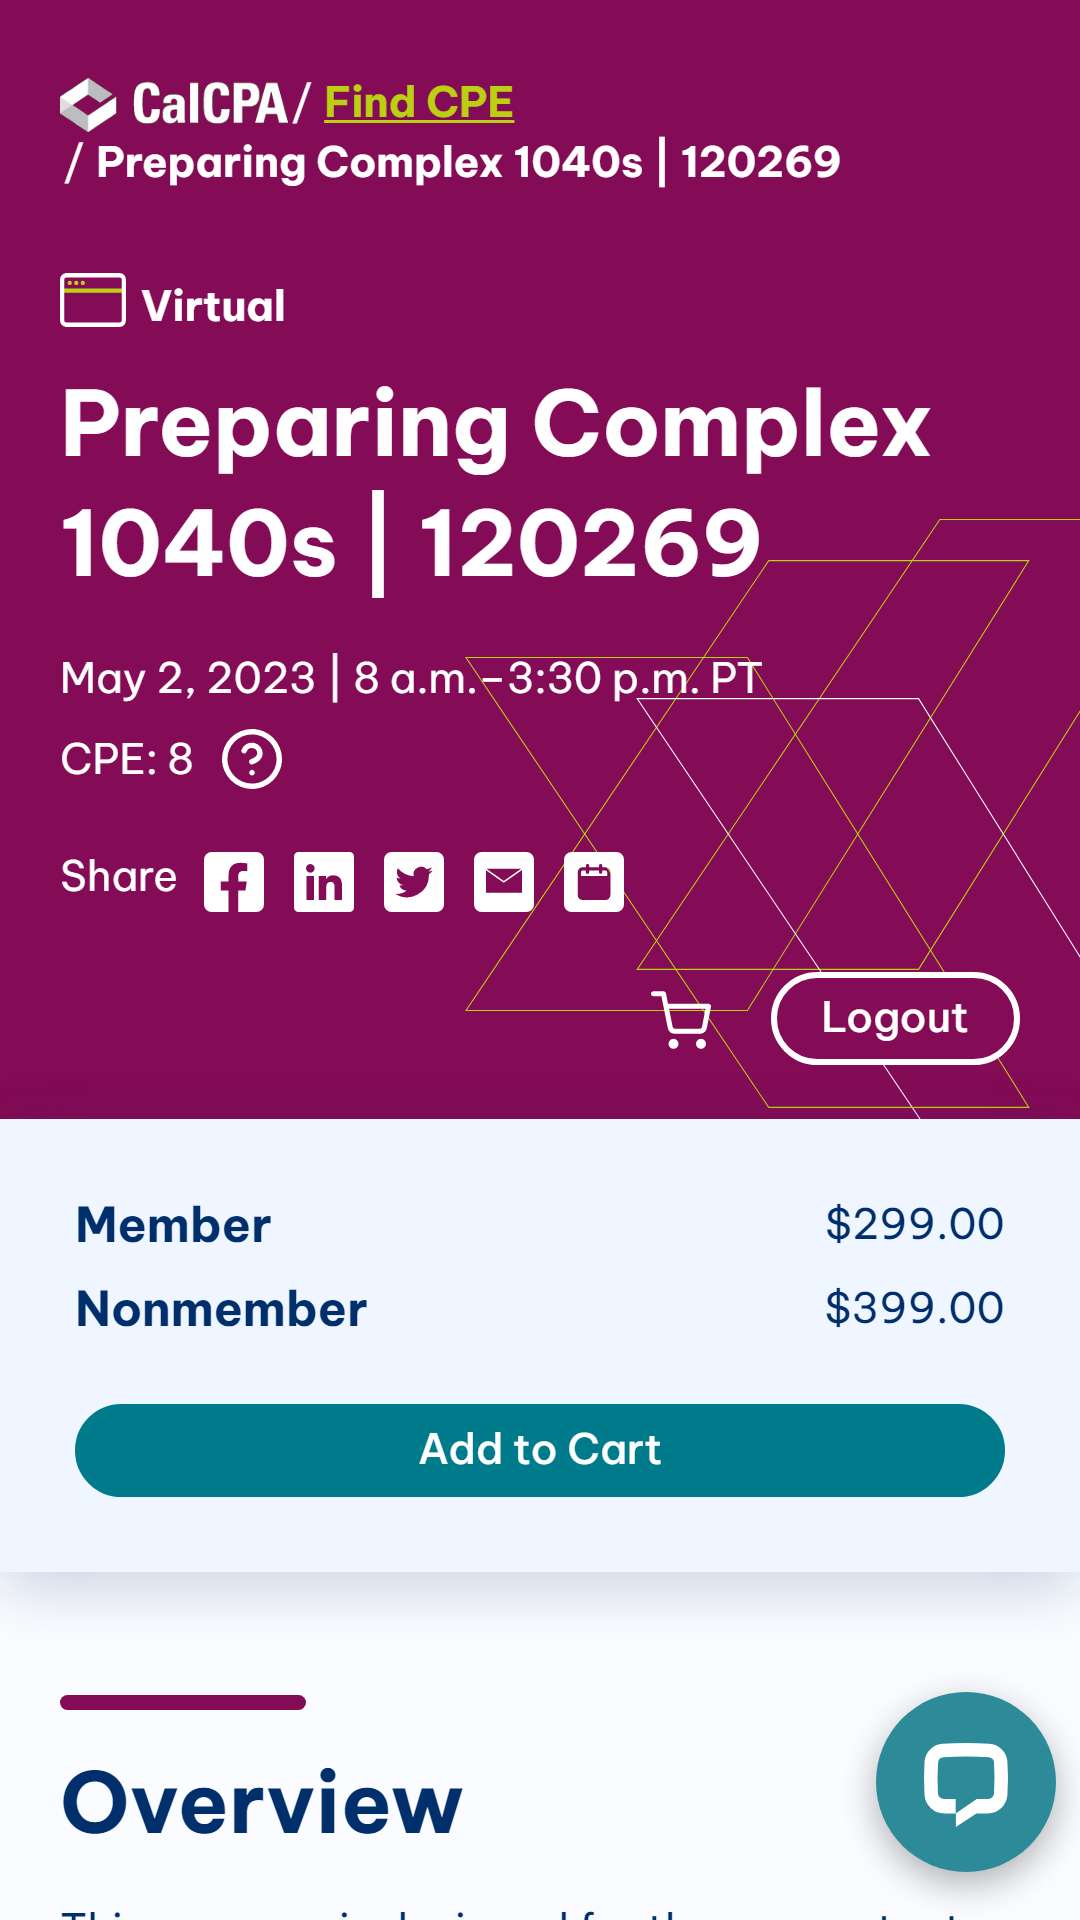 CalCPA / Find CPE
/ Preparing Complex 1040s | 120269
Virtual
Preparing Complex
1040s | 120269
May 2, 2023 | 8 a.m.–3:30 p.m. PT
CPE: 8
Share
Logout
Member $299.00
Nonmember $399.00
Add to Cart
Overview